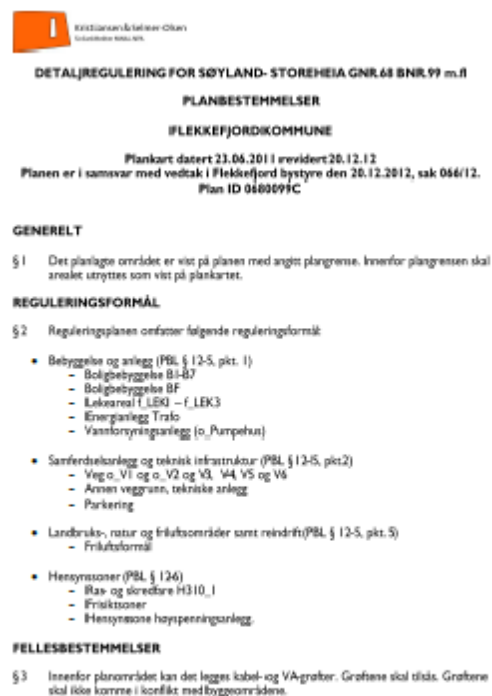 Kristiansen & Selmer-Olsen
DETALJREGULERING FOR SØYLAND- STOREHEIA GNR.68 BNR.99 m.fl
PLANBESTEMMELSER
IFLEKKEFJORDIKOMMUNE
Plankart datert 23.06.2011 revidert 20.12.12
Planen er i samsvar med vedtak i Flekkefjord bystyre den 20.12.2012, sak 066/12.
Plan ID 0680099C
GENERELT
§ 1 Det planlagte området er vist på planen med angitt plangrense. Innenfor plangrensen skal
arealet utnyttes som vist på plankartet.
REGULERINGSFORMÅL
§ 2 Reguleringsplanen omfatter følgende reguleringsformål:
• Bebyggelse og anlegg (PBL § 12-5, pkt. 1)
– Boligbebyggelse B1-B7
– Boligbebyggelse BF
– Lekeareal f_LEK1 – f_LEK3
– Energianlegg Trafo
– Vannforsyningsanlegg (o_Pumpehus)
• Samferdselsanlegg og teknisk infrastruktur (PBL § 12-5, pkt.2)
– Veg o_V1 og o_V2 og V3, V4, V5 og V6
– Annen veggrunn, tekniske anlegg
– Parkering
• Landbruks-, natur og friluftsområder samt reindrift(PBL § 12-5, pkt. 5)
– Friluftsformål
• Hensynssoner (PBL § 12-6)
– Ras- og skredfare H310_1
– Frisiktsoner
– Hensynssone høyspenningsanlegg.
FELLESBESTEMMELSER
§ 3 Innenfor planområdet kan det legges kabel- og VA-grøfter. Grøftene skal tilsås. Grøftene
skal ikke komme i konflikt med byggeområdene.